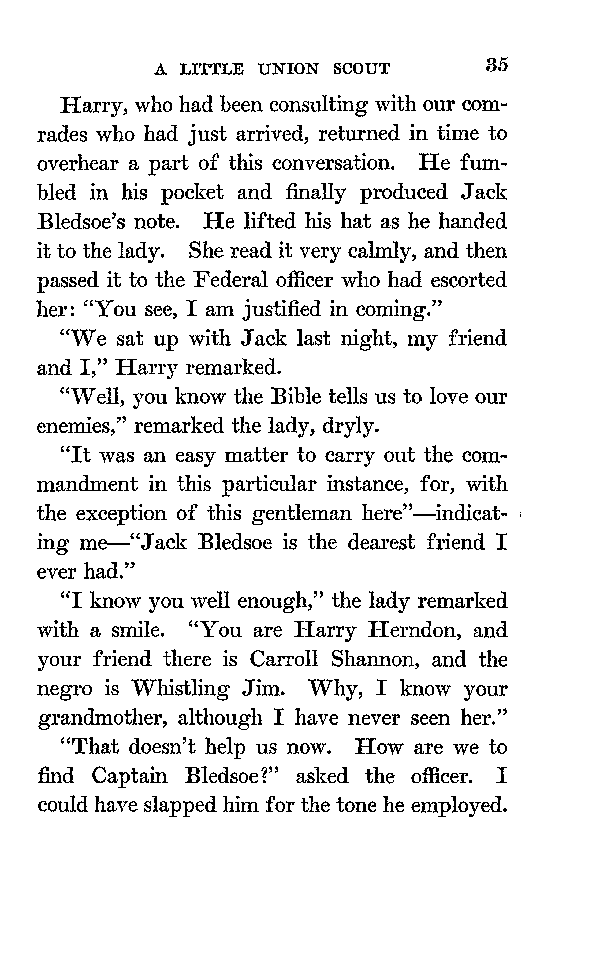 A LITTLE UNION SCOUT 35
Harry, who had been consulting with our com-
rades who had just arrived, returned in time to
overhear a part of this conversation. He fum-
bled in his pocket and finally produced Jack
Bledsoe's note. He lifted his hat as he handed
it to the lady. She read it very calmly, and then
passed it to the Federal officer who had escorted
her: “You see, I am justified in coming.”
“We sat up with Jack last night, my friend
and I,” Harry remarked.
“Well, you know the Bible tells us to love our
enemies,” remarked the lady, dryly.
“It was an easy matter to carry out the com-
mandment in this particular instance, for, with
the exception of this gentleman here”—indicat-
ing me—“Jack Bledsoe is the dearest friend I
ever had.”
“I know you well enough,” the lady remarked
with a smile. “You are Harry Herndon, and
your friend there is Carroll Shannon, and the
negro is Whistling Jim. Why, I know your
grandmother, although I have never seen her.”
“That doesn't help us now. How are we to
find Captain Bledsoe?” asked the officer. I
could have slapped him for the tone he employed.